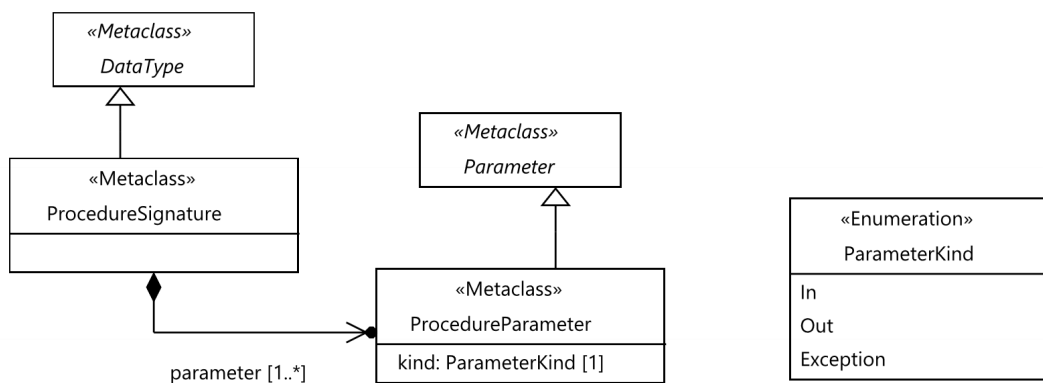 «Metaclass»
DataType
«Metaclass»
Parameter
«Metaclass»
ProcedureSignature
«Enumeration»
ParameterKind
In
Out
Exception
«Metaclass»
ProcedureParameter
kind: ParameterKind [1]
parameter [1..*]